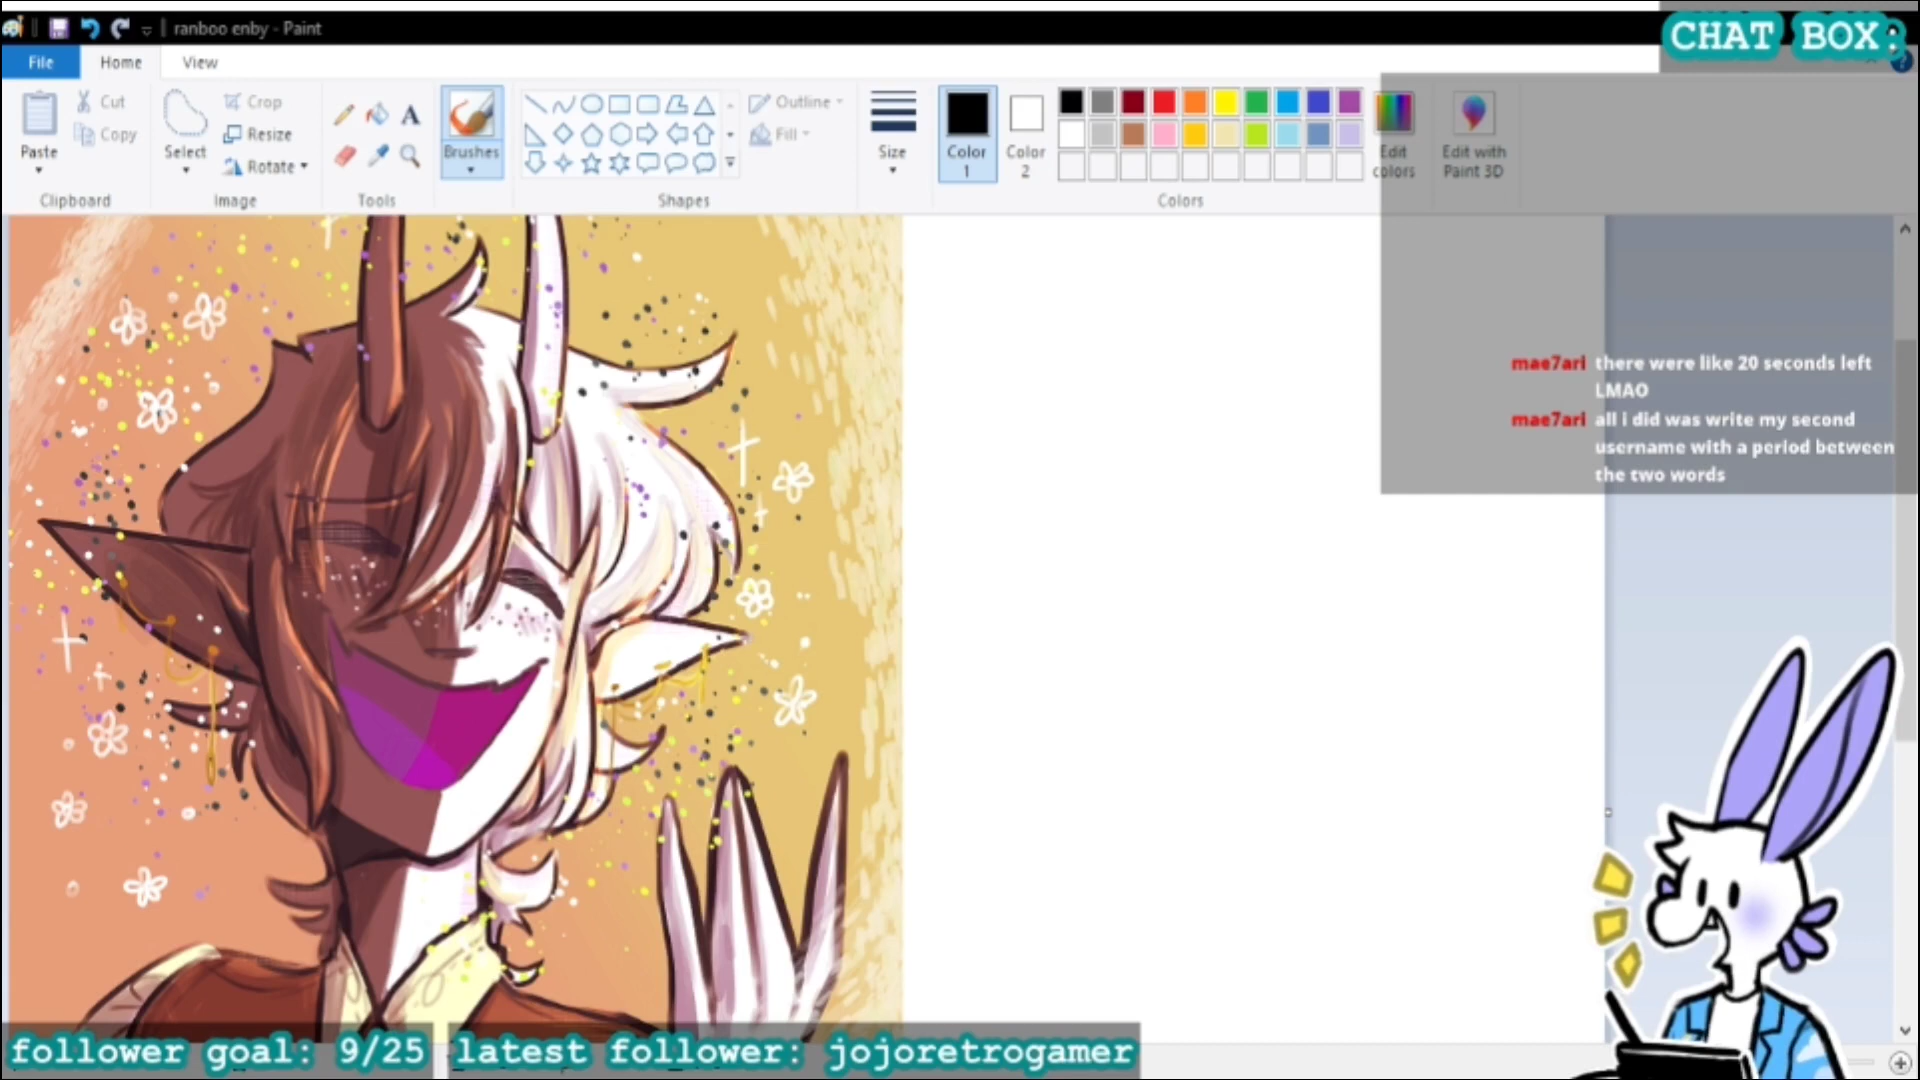 ranboo enby - Paint
CHAT BOX:
File Home View
Cut
Copy
Paste
Clipboard
Crop
Resize
Rotate
Select
Image
A
Tools
Brushes
Outline
Fill
Shapes
Size
Color 1
Color 2
Colors
Edit colors
Edit with Paint 3D
mae7ari there were like 20 seconds left
LMAO
mae7ari all i did was write my second
username with a period between
the two words
follower goal: 9/25 latest follower: jojoretrogamer